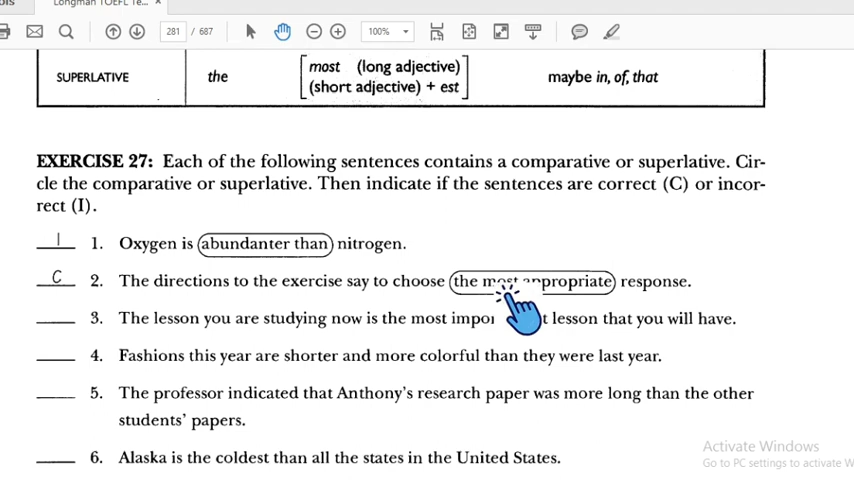 Longman TOEFL Te...
281 / 687
100%
SUPERLATIVE the most (long adjective) maybe in, of, that
(short adjective) + est
EXERCISE 27: Each of the following sentences contains a comparative or superlative. Cir-
cle the comparative or superlative. Then indicate if the sentences are correct (C) or incor-
rect (I).
I 1. Oxygen is abundanter than nitrogen.
C 2. The directions to the exercise say to choose the most appropriate response.
3. The lesson you are studying now is the most impor t lesson that you will have.
4. Fashions this year are shorter and more colorful than they were last year.
5. The professor indicated that Anthony's research paper was more long than the other
students' papers.
6. Alaska is the coldest than all the states in the United States.
Activate Windows
Go to PC settings to activate W